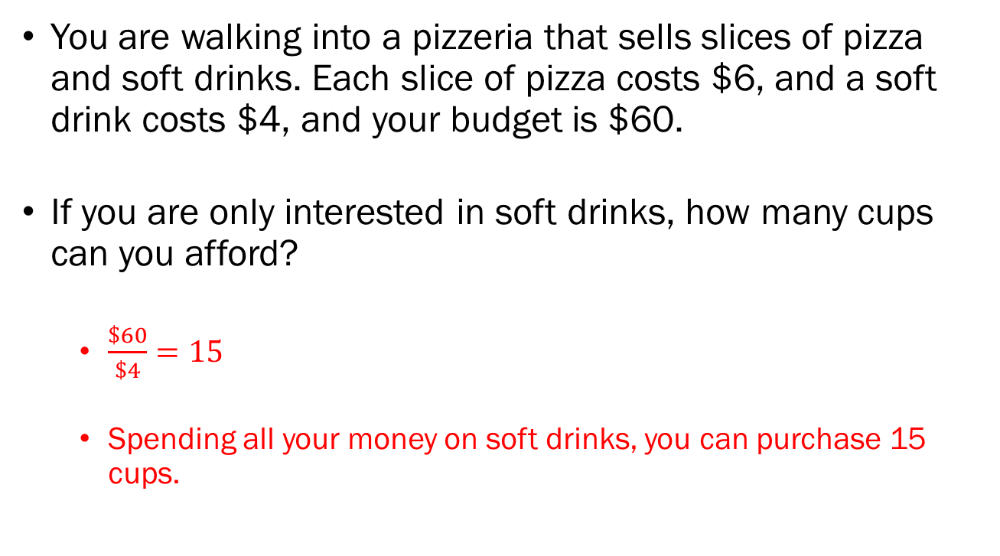 • You are walking into a pizzeria that sells slices of pizza
and soft drinks. Each slice of pizza costs $6, and a soft
drink costs $4, and your budget is $60.
• If you are only interested in soft drinks, how many cups
can you afford?
• $60/$4 = 15
• Spending all your money on soft drinks, you can purchase 15
cups.